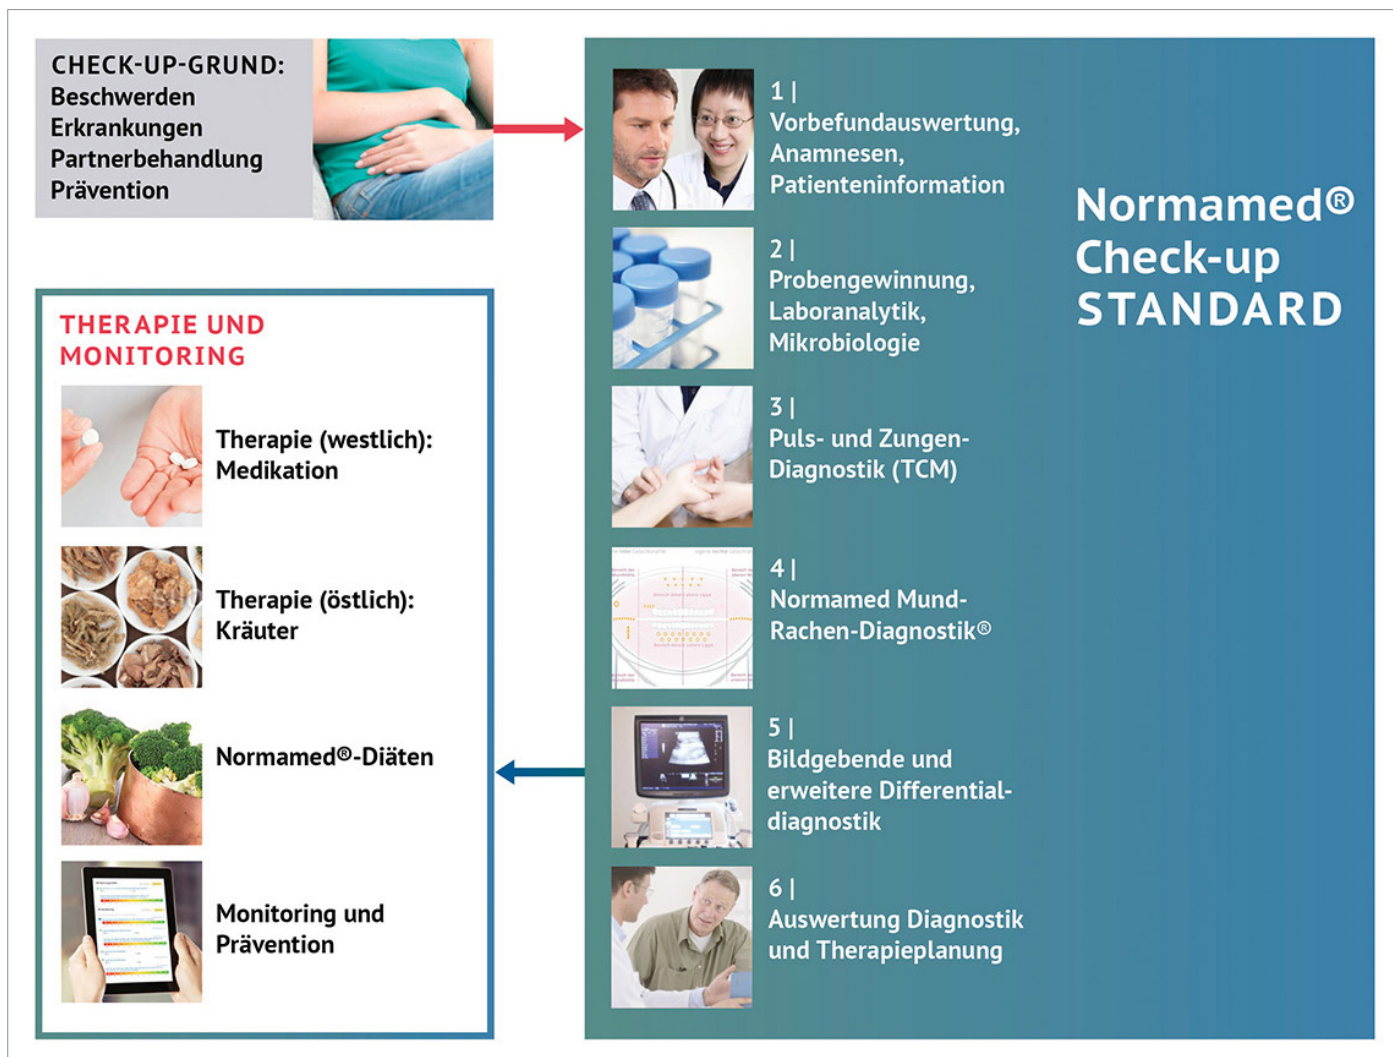 CHECK-UP-GRUND:
Beschwerden
Erkrankungen
Partnerbehandlung
Prävention
1 |
Vorbefundauswertung,
Anamnesen,
Patienteninformation
2 |
Probengewinnung,
Laboranalytik,
Mikrobiologie
3 |
Puls- und Zungen-
Diagnostik (TCM)
4 |
Normamed Mund-
Rachen-Diagnostik®
5 |
Bildgebende und
erweitere Differential-
diagnostik
6 |
Auswertung Diagnostik
und Therapieplanung
Normamed®
Check-up
STANDARD
THERAPIE UND
MONITORING
Therapie (westlich):
Medikation
Therapie (östlich):
Kräuter
Normamed®-Diäten
Monitoring und
Prävention